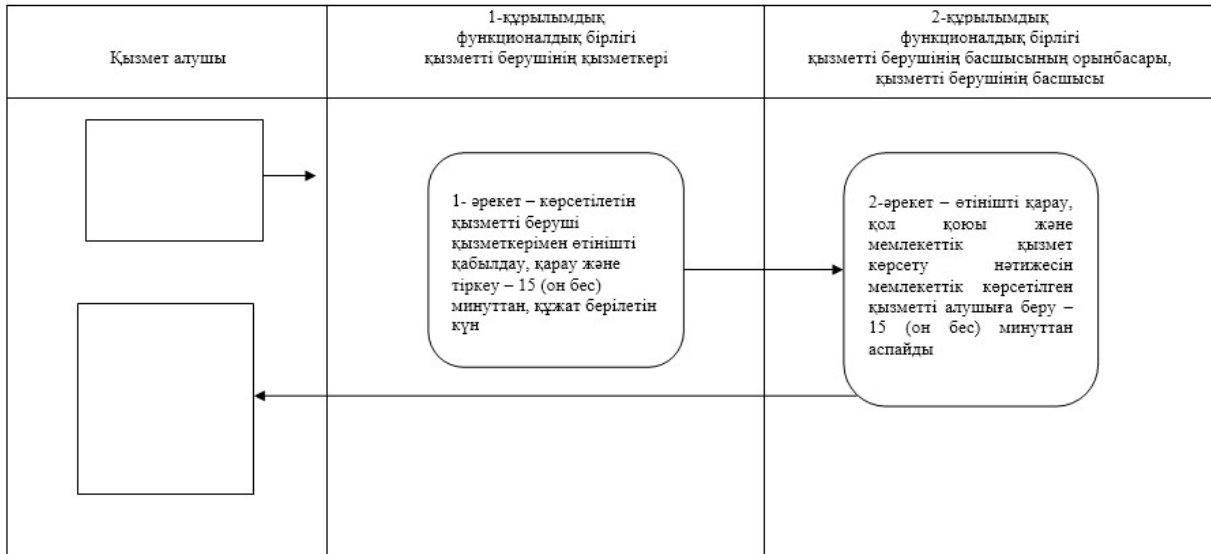 Қызмет алушы
1-құрылымдық
функционалдық бірлігі
қызметті берушінің қызметкері
2-құрылымдық
функционалдық бірлігі
қызметті берушінің басшысының орынбасары,
қызметті берушінің басшысы
1- әрекет – көрсетілетін
қызметті беруші
қызметкерімен өтінішті
қабылдау, қарау және
тіркеу – 15 (он бес)
минуттан, құжат берілетін
күн
2-әрекет – өтінішті қарау,
қол қоюы және
мемлекеттік қызмет
көрсету нәтижесін
мемлекеттік көрсетілген
қызметті алушыға беру –
15 (он бес) минуттан
аспайды